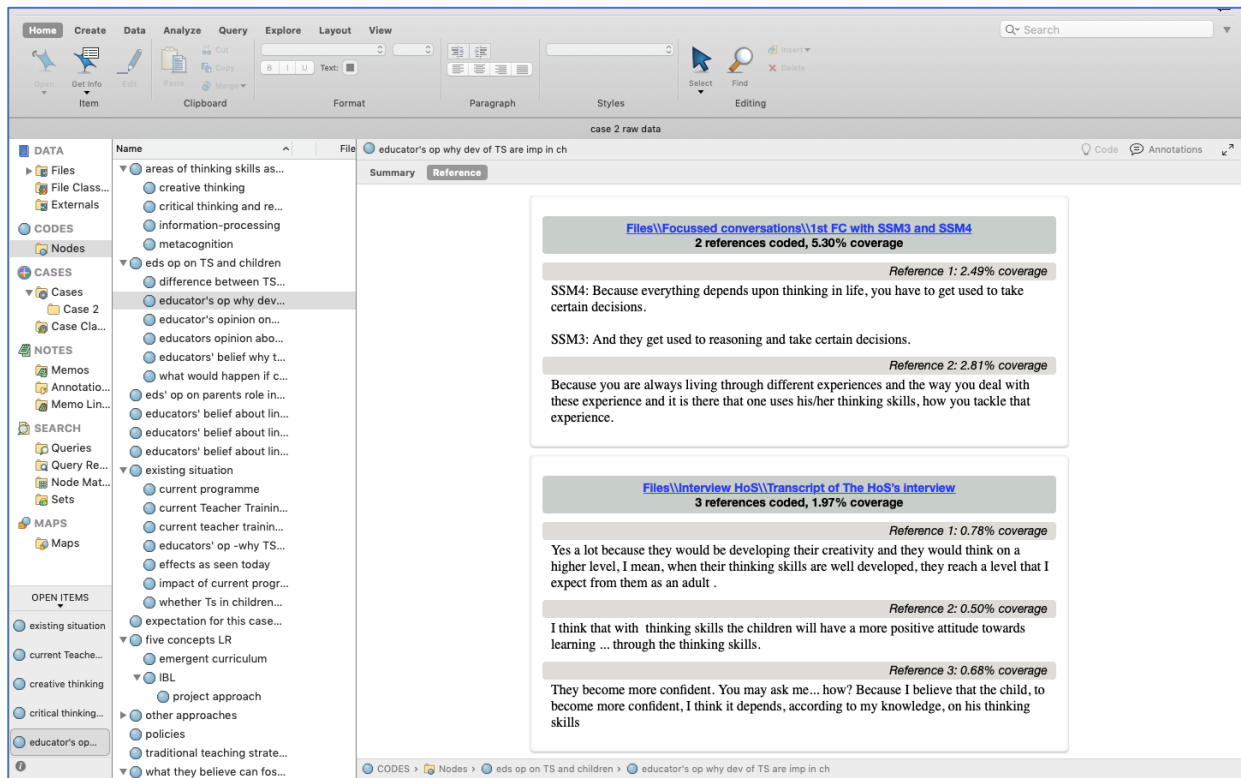 Home Create Data Analyze Query Explore Layout View
Search
Open
Get Info
Edit
Item
Paste
Cut
Copy
Merge
Clipboard
B I U Text:
Format
Paragraph
Styles
Select
Find
Insert
Delete
Editing
case 2 raw data
DATA
Files
File Class...
Externals
CODES
Nodes
CASES
Cases
Case 2
Case Cla...
NOTES
Memos
Annotatio...
Memo Lin...
SEARCH
Queries
Query Re...
Node Mat...
Sets
MAPS
Maps
OPEN ITEMS
existing situation
current Teache...
creative thinking
critical thinking...
educator's op...
Name File
areas of thinking skills as...
creative thinking
critical thinking and re...
information-processing
metacognition
eds op on TS and children
difference between TS...
educator's op why dev...
educator's opinion on...
educators opinion abo...
educators' belief why t...
what would happen if c...
eds' op on parents role in...
educators' belief about lin...
educators' belief about lin...
educators' belief about lin...
existing situation
current programme
current Teacher Trainin...
current teacher trainin...
educators' op -why TS...
effects as seen today
impact of current progr...
whether Ts in children...
expectation for this case...
five concepts LR
emergent curriculum
IBL
project approach
other approaches
policies
traditional teaching strate...
what they believe can fos...
educator's op why dev of TS are imp in ch
Code Annotations
Summary Reference
Files\\Focussed conversations\\1st FC with SSM3 and SSM4
2 references coded, 5.30% coverage
Reference 1: 2.49% coverage
SSM4: Because everything depends upon thinking in life, you have to get used to take
certain decisions.
SSM3: And they get used to reasoning and take certain decisions.
Reference 2: 2.81% coverage
Because you are always living through different experiences and the way you deal with
these experience and it is there that one uses his/her thinking skills, how you tackle that
experience.
Files\\Interview HoS\\Transcript of The HoS's interview
3 references coded, 1.97% coverage
Reference 1: 0.78% coverage
Yes a lot because they would be developing their creativity and they would think on a
higher level, I mean, when their thinking skills are well developed, they reach a level that I
expect from them as an adult .
Reference 2: 0.50% coverage
I think that with thinking skills the children will have a more positive attitude towards
learning ... through the thinking skills.
Reference 3: 0.68% coverage
They become more confident. You may ask me... how? Because I believe that the child, to
become more confident, I think it depends, according to my knowledge, on his thinking
skills
CODES › Nodes › eds op on TS and children › educator's op why dev of TS are imp in ch